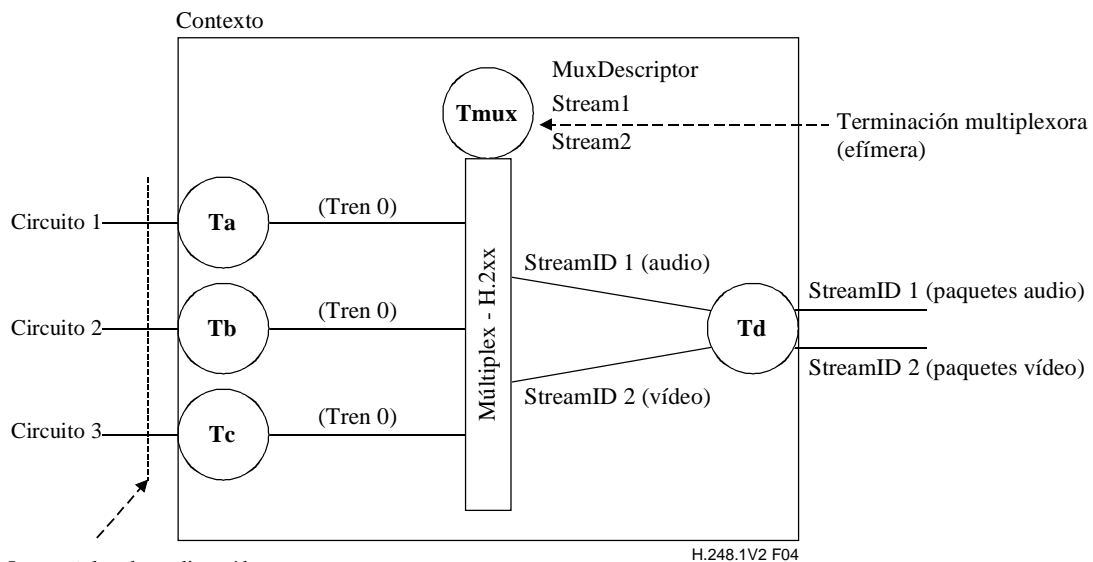 Contexto
MuxDescriptor
Tmux
Stream1
Stream2
Terminación multiplexora
(efímera)
Circuito 1
Ta
(Tren 0)
Múltiplex - H.2xx
StreamID 1 (audio)
StreamID 1 (paquetes audio)
Circuito 2
Tb
(Tren 0)
Td
StreamID 2 (paquetes vídeo)
StreamID 2 (vídeo)
Circuito 3
Tc
(Tren 0)
H.248.1V2 F04